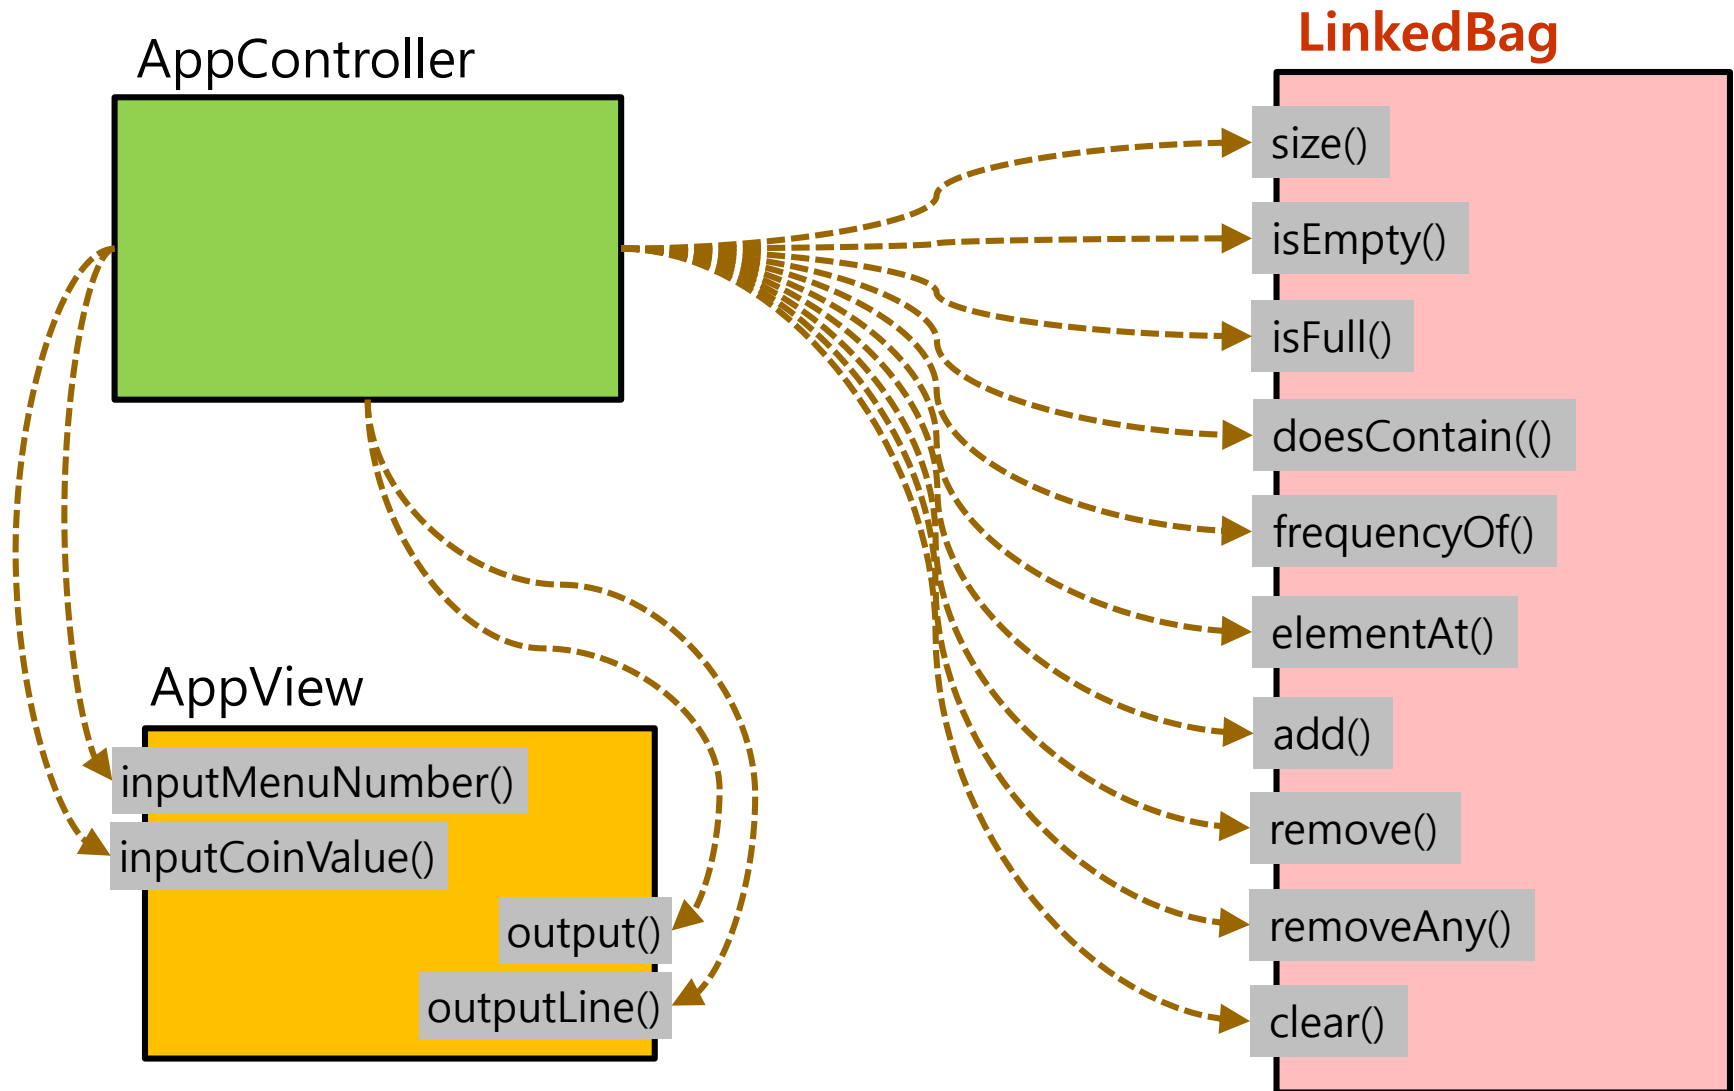 AppController
AppView
inputMenuNumber()
inputCoinValue()
output()
outputLine()
LinkedBag
size()
isEmpty()
isFull()
doesContain(()
frequencyOf()
elementAt()
add()
remove()
removeAny()
clear()